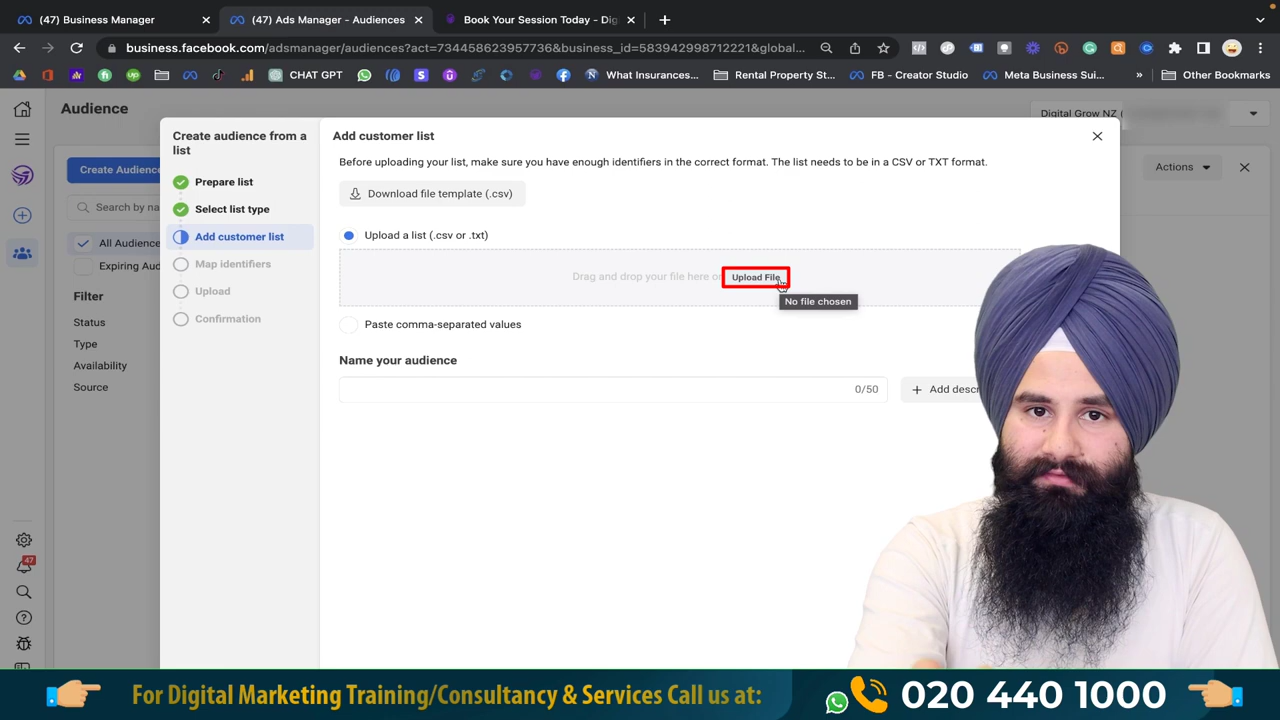 (47) Business Manager
(47) Ads Manager - Audiences
Book Your Session Today - Dig
business.facebook.com/adsmanager/audiences?act=734458623957736&business_id=583942998712221&global...
CHAT GPT
What Insurances...
Rental Property St...
FB - Creator Studio
Meta Business Sui...
»
Other Bookmarks
Audience
Digital Grow NZ (
Create Audience
Search by na
All Audience
Expiring Aud
Filter
Status
Type
Availability
Source
47
Actions
Create audience from a
list
Prepare list
Select list type
Add customer list
Map identifiers
Upload
Confirmation
Add customer list
Before uploading your list, make sure you have enough identifiers in the correct format. The list needs to be in a CSV or TXT format.
Download file template (.csv)
Upload a list (.csv or .txt)
Drag and drop your file here or Upload File
No file chosen
Paste comma-separated values
Name your audience
0/50
+ Add descr
For Digital Marketing Training/Consultancy & Services Call us at:
020 440 1000